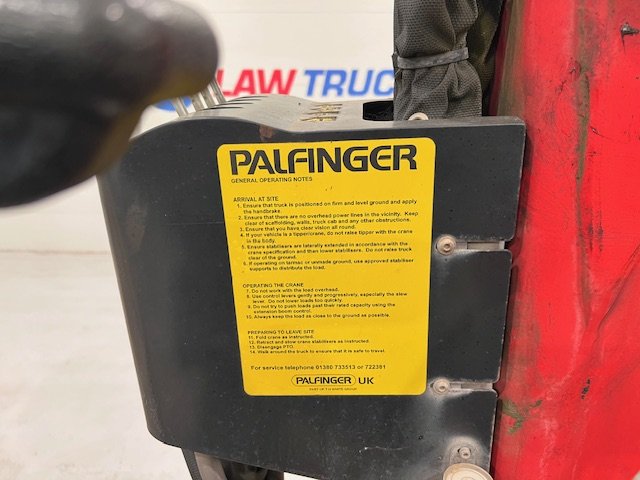 LAW TRUC
PALFINGER
GENERAL OPERATING NOTES
ARRIVAL AT SITE
1. Ensure that truck is positioned on firm and level ground and apply
the handbrake.
2. Ensure that there are no overhead power lines in the vicinity. Keep
clear of scaffolding, walls, truck cab and any other obstructions.
3. Ensure that you have clear vision all round.
4. If your vehicle is a tipper/crane, do not raise tipper with the crane
in the body.
5. Ensure stabilisers are laterally extended in accordance with the
crane specification and then lower stabilisers. Do not raise truck
clear of the ground.
6. If operating on tarmac or unmade ground, use approved stabiliser
supports to distribute the load.
OPERATING THE CRANE
7. Do not work with the load overhead.
8. Use control levers gently and progressively, especially the slew
lever. Do not lower loads too quickly.
9. Do not try to push loads past their rated capacity using the
extension boom control.
10. Always keep the load as close to the ground as possible.
PREPARING TO LEAVE SITE
11. Fold crane as instructed.
12. Retract and stow crane stabilisers as instructed.
13. Disengage PTO.
14. Walk around the truck to ensure that it is safe to travel.
For service telephone 01380 733513 or 722381
PALFINGER UK